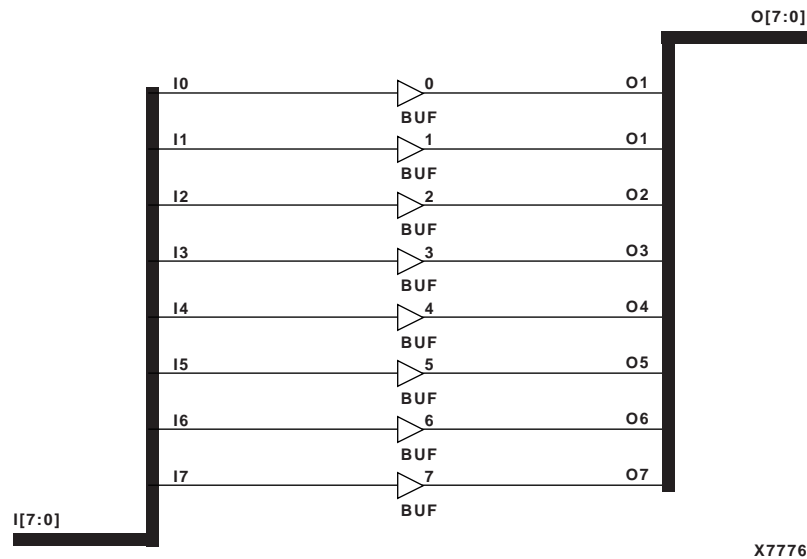 O[7:0]
I0 0 O1
BUF
I1 1 O1
BUF
I2 2 O2
BUF
I3 3 O3
BUF
I4 4 O4
BUF
I5 5 O5
BUF
I6 6 O6
BUF
I7 7 O7
BUF
I[7:0]
X7776